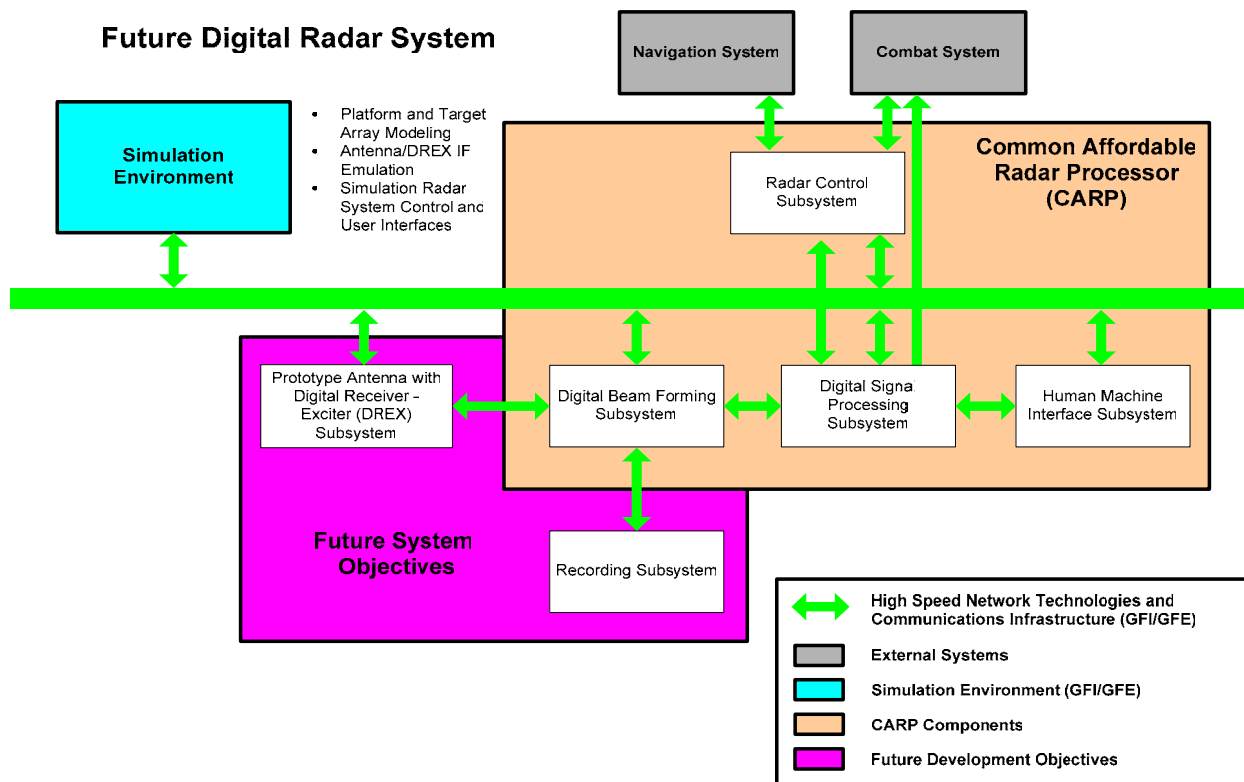 Future Digital Radar System
Navigation System
Combat System
Simulation
Environment
• Platform and Target
Array Modeling
• Antenna/DREX IF
Emulation
• Simulation Radar
System Control and
User Interfaces
Common Affordable
Radar Processor
(CARP)
Radar Control
Subsystem
Prototype Antenna with
Digital Receiver -
Exciter (DREX)
Subsystem
Digital Beam Forming
Subsystem
Digital Signal
Processing
Subsystem
Human Machine
Interface Subsystem
Future System
Objectives
Recording Subsystem
High Speed Network Technologies and
Communications Infrastructure (GFI/GFE)
External Systems
Simulation Environment (GFI/GFE)
CARP Components
Future Development Objectives